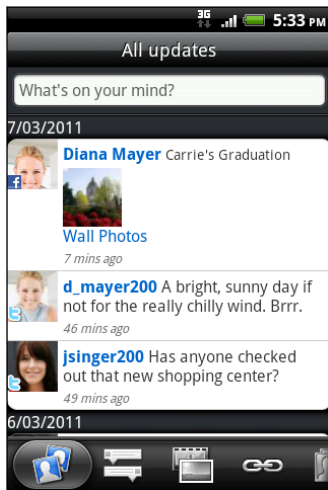 3G
5:33 PM
All updates
What's on your mind?
7/03/2011
Diana Mayer Carrie's Graduation
Wall Photos
7 mins ago
d_mayer200 A bright, sunny day if
not for the really chilly wind. Brrr.
46 mins ago
jsinger200 Has anyone checked
out that new shopping center?
49 mins ago
6/03/2011